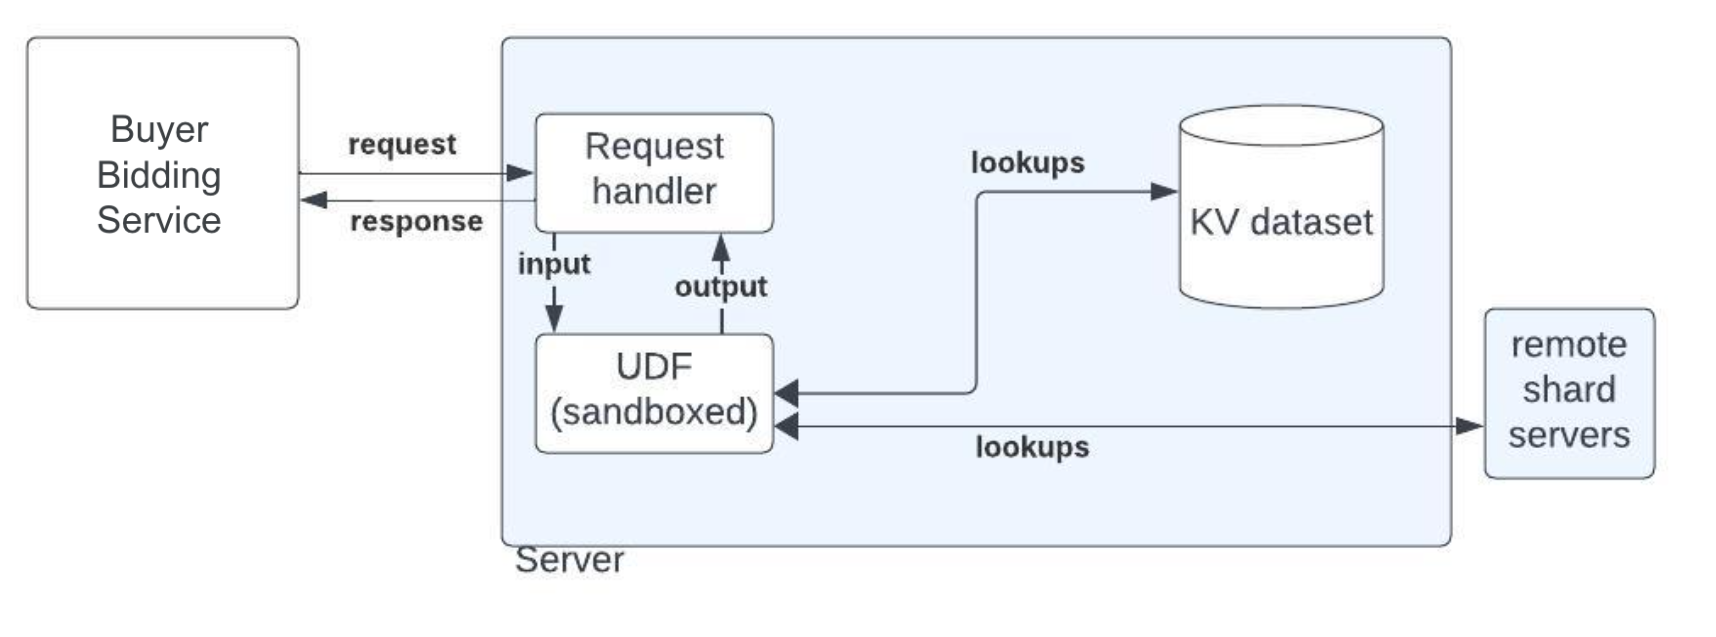 Buyer
Bidding
Service
request
response
Request
handler
input
output
UDF
(sandboxed)
lookups
KV dataset
lookups
remote
shard
servers
Server